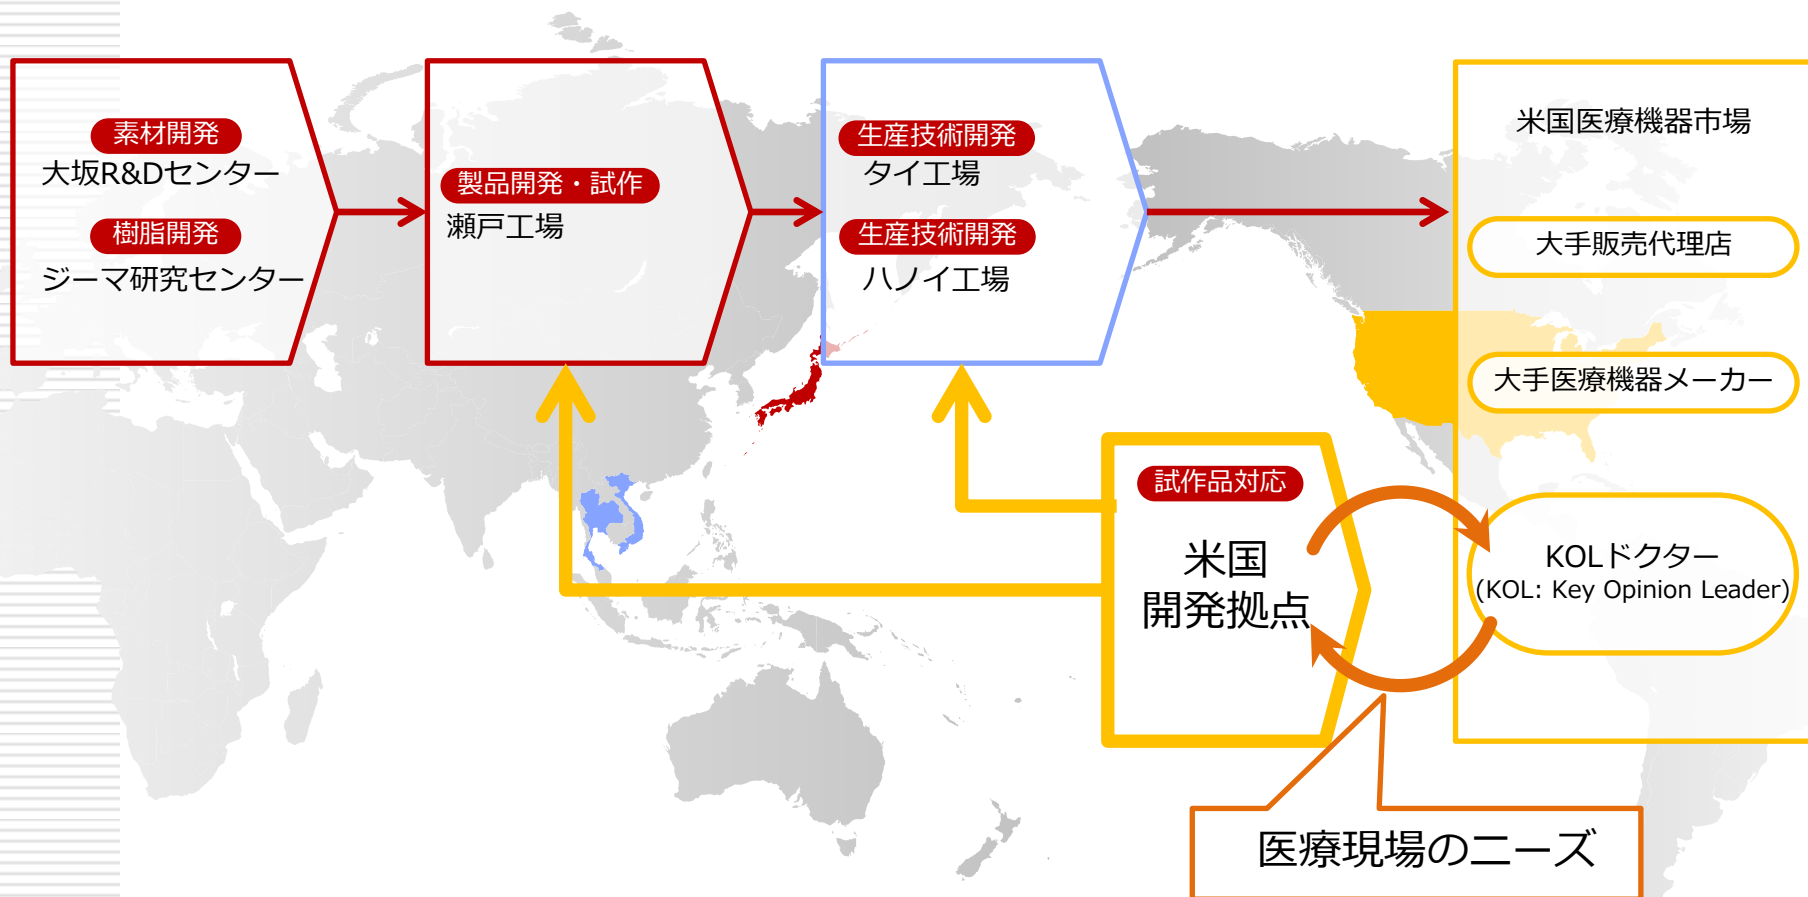 素材開発
大坂R&Dセンター
樹脂開発
ジーマ研究センター
製品開発・試作
瀬戸工場
生産技術開発
タイ工場
生産技術開発
ハノイ工場
米国医療機器市場
大手販売代理店
大手医療機器メーカー
KOLドクター
(KOL: Key Opinion Leader)
試作品対応
米国
開発拠点
医療現場のニーズ